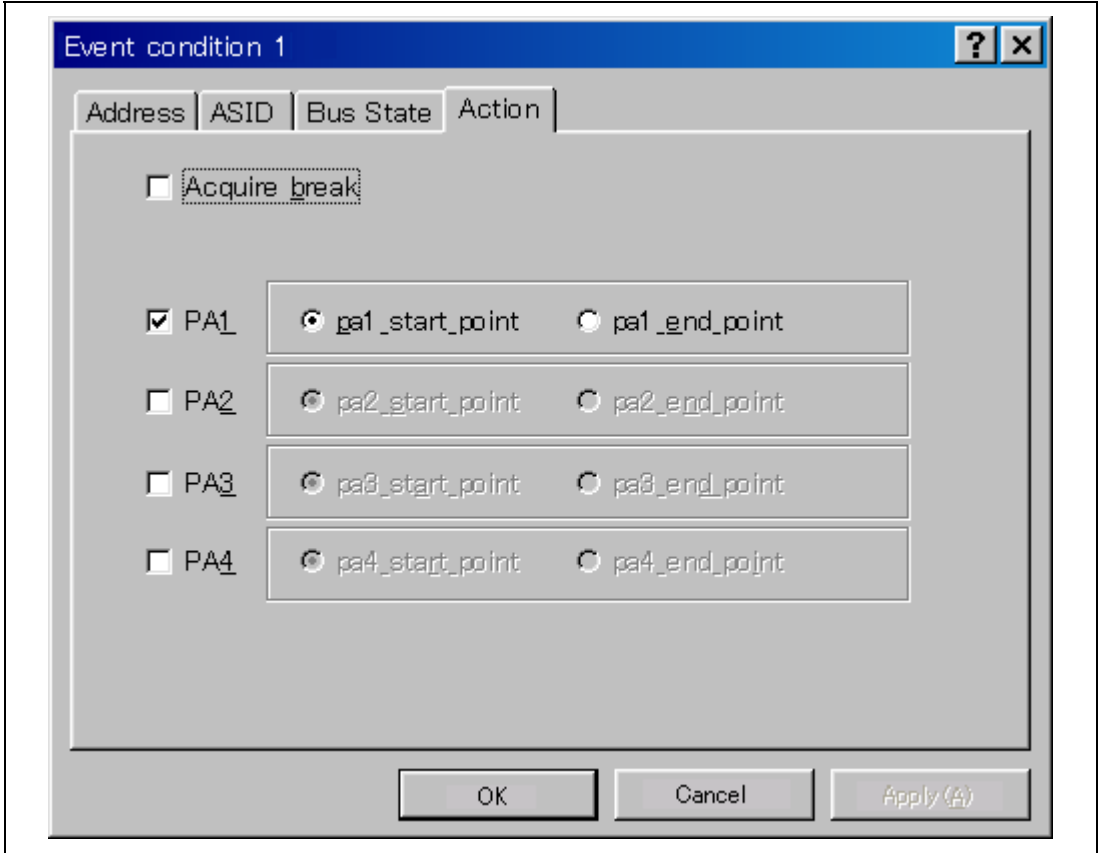 Event condition 1
Address ASID Bus State Action
Acquire break
PA1 pa1_start_point pa1_end_point
PA2 pa2_start_point pa2_end_point
PA3 pa3_start_point pa3_end_point
PA4 pa4_start_point pa4_end_point
OK Cancel Apply(A)